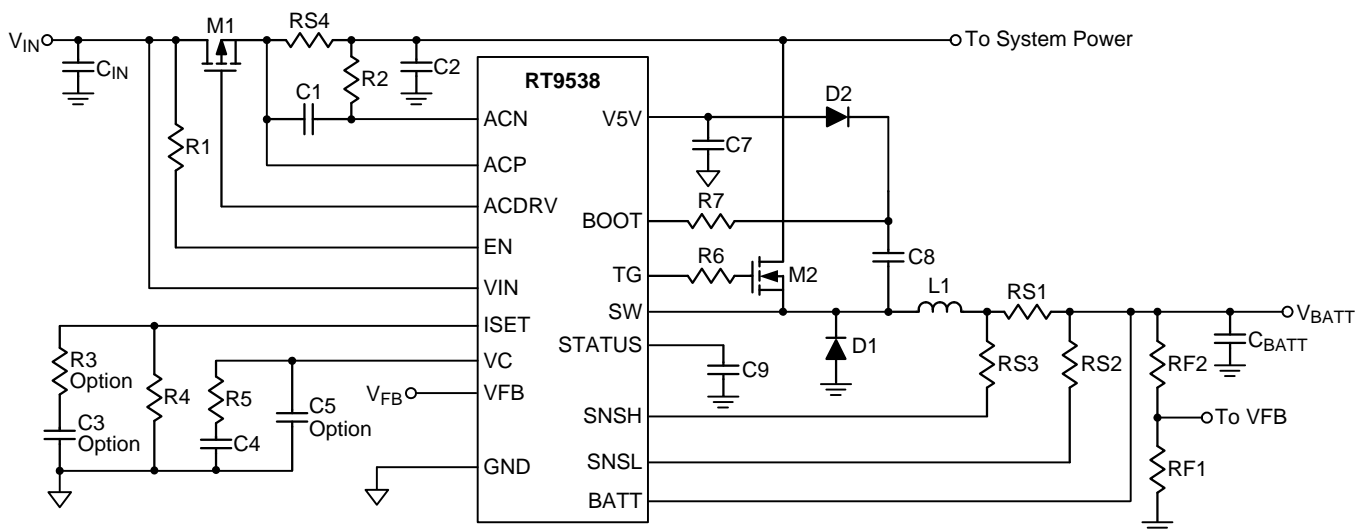 M1
RS4
VIN
To System Power
CIN
R2
C2
RT9538
D2
C1
ACN
V5V
C7
R1
ACP
ACDRV
BOOT
R7
C8
EN
TG
R6
M2
L1
VIN
SW
RS1
VBATT
ISET
STATUS
D1
CBATT
R3
Option
R4
VC
C9
RS3
RS2
RF2
R5
C5
Option
VFB
VFB
C3
Option
C4
SNSH
To VFB
GND
SNSL
RF1
BATT